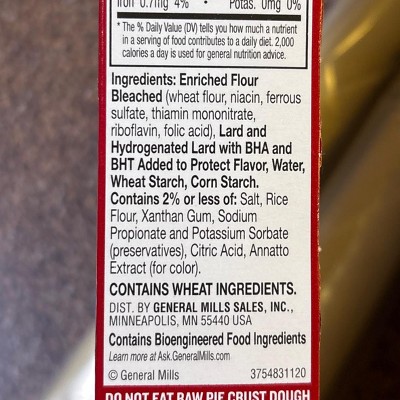 Iron 0.7mg 4% • Potas. 0mg 0%
* The % Daily Value (DV) tells you how much a nutrient
in a serving of food contributes to a daily diet. 2,000
calories a day is used for general nutrition advice.
Ingredients: Enriched Flour
Bleached (wheat flour, niacin, ferrous
sulfate, thiamin mononitrate,
riboflavin, folic acid), Lard and
Hydrogenated Lard with BHA and
BHT Added to Protect Flavor, Water,
Wheat Starch, Corn Starch.
Contains 2% or less of: Salt, Rice
Flour, Xanthan Gum, Sodium
Propionate and Potassium Sorbate
(preservatives), Citric Acid, Annatto
Extract (for color).
CONTAINS WHEAT INGREDIENTS.
DIST. BY GENERAL MILLS SALES, INC.,
MINNEAPOLIS, MN 55440 USA
Contains Bioengineered Food Ingredients
Learn more at Ask.GeneralMills.com
© General Mills 3754831120
DO NOT EAT RAW PIE CRUST DOUGH